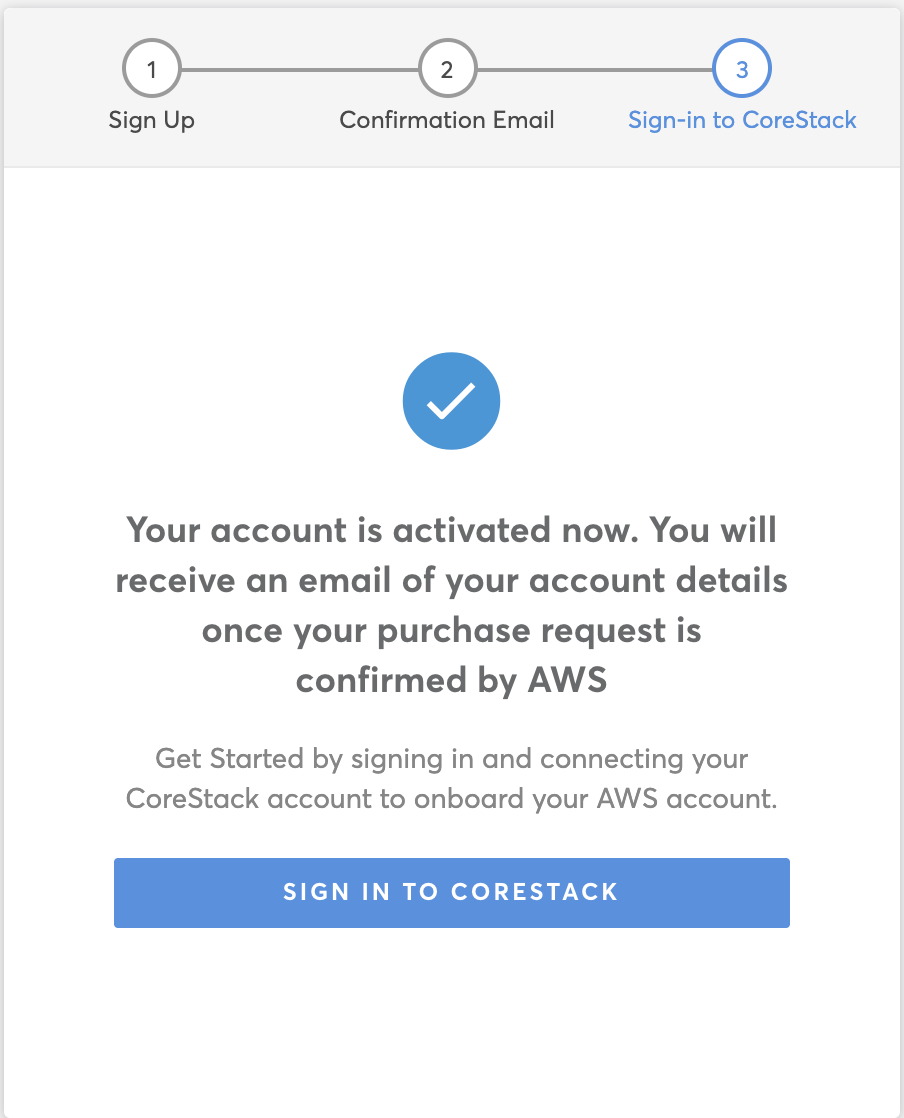 1
2
3
Sign Up
Confirmation Email
Sign-in to CoreStack
Your account is activated now. You will
receive an email of your account details
once your purchase request is
confirmed by AWS
Get Started by signing in and connecting your
CoreStack account to onboard your AWS account.
SIGN IN TO CORESTACK